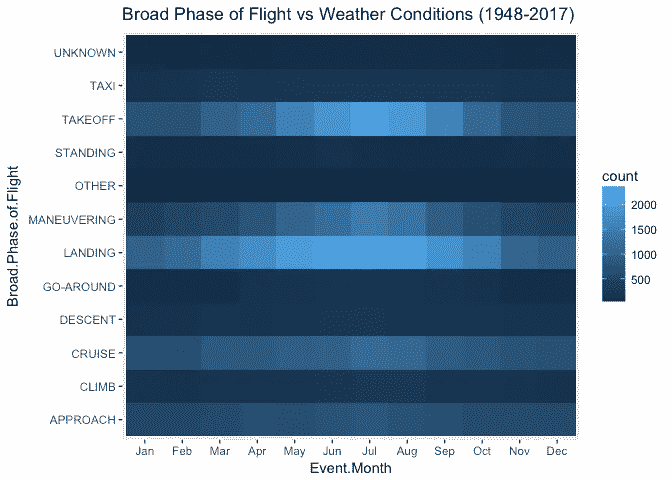 Broad Phase of Flight vs Weather Conditions (1948-2017)
UNKNOWN
TAXI
TAKEOFF
STANDING
OTHER
MANEUVERING
LANDING
GO-AROUND
DESCENT
CRUISE
CLIMB
APPROACH
Broad.Phase.of.Flight
Jan Feb Mar Apr May Jun Jul Aug Sep Oct Nov Dec
Event.Month
count
2000
1500
1000
500